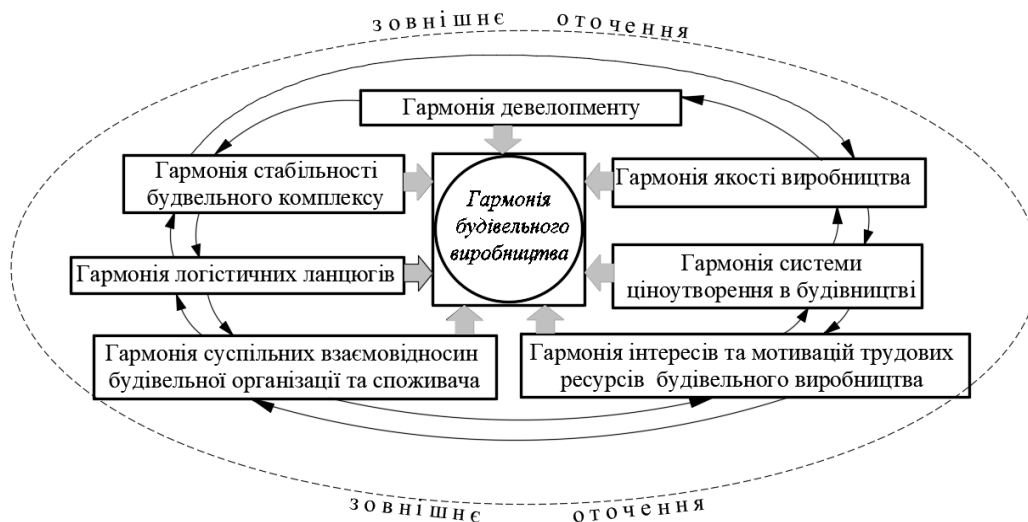 зовнішнє оточення
Гармонія девелопменту
Гармонія стабільності
будвельного комплексу
Гармонія якості виробництва
Гармонія
будівельного
виробництва
Гармонія логістичних ланцюгів
Гармонія системи
ціноутворення в будівництві
Гармонія суспільних взаємовідносин
будівельної організації та споживача
Гармонія інтересів та мотивацій трудових
ресурсів будівельного виробництва
зовнішнє оточення